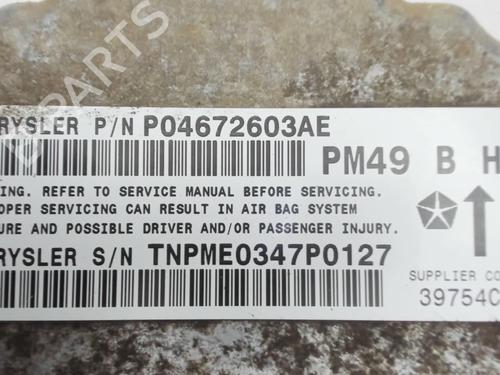 B PARTS
RYSLER P/N P04672603AE
PM49 B H
ING. REFER TO SERVICE MANUAL BEFORE SERVICING.
OPER SERVICING CAN RESULT IN AIR BAG SYSTEM
URE AND POSSIBLE DRIVER AND/OR PASSENGER INJURY.
RYSLER S/N TNPME0347P0127
SUPPLIER CO
39754C